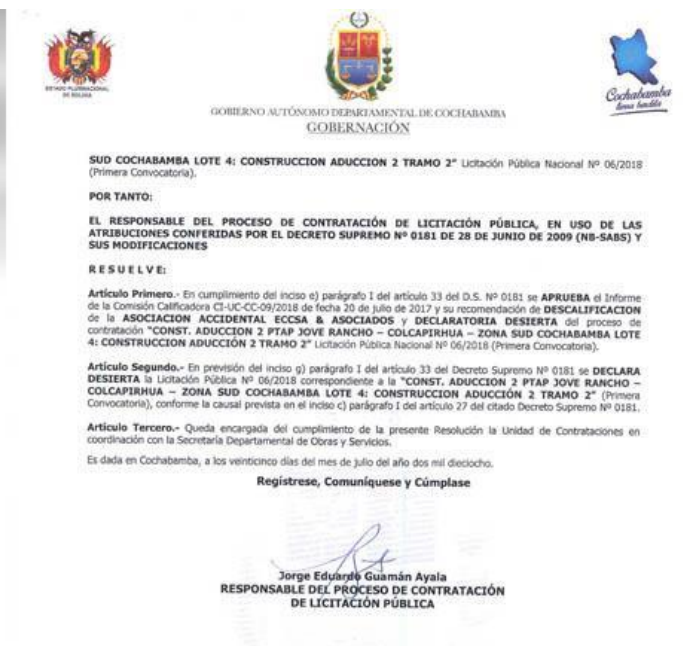 ESTADO PLURINACIONAL
DE BOLIVIA
Cochabamba
tierra bendita
GOBIERNO AUTÓNOMO DEPARTAMENTAL DE COCHABAMBA
GOBERNACIÓN
SUD COCHABAMBA LOTE 4: CONSTRUCCION ADUCCION 2 TRAMO 2" Licitación Pública Nacional Nº 06/2018
(Primera Convocatoria).
POR TANTO:
EL RESPONSABLE DEL PROCESO DE CONTRATACIÓN DE LICITACIÓN PÚBLICA, EN USO DE LAS
ATRIBUCIONES CONFERIDAS POR EL DECRETO SUPREMO Nº 0181 DE 28 DE JUNIO DE 2009 (NB-SABS) Y
SUS MODIFICACIONES
RESUELVE:
Artículo Primero.- En cumplimiento del inciso e) parágrafo I del artículo 33 del D.S. Nº 0181 se APRUEBA el Informe
de la Comisión Calificadora CI-UC-CC-09/2018 de fecha 20 de julio de 2017 y su recomendación de DESCALIFICACION
de la ASOCIACION ACCIDENTAL ECCSA & ASOCIADOS y DECLARATORIA DESIERTA del proceso de
contratación "CONST. ADUCCION 2 PTAP JOVE RANCHO – COLCAPIRHUA – ZONA SUD COCHABAMBA LOTE
4: CONSTRUCCION ADUCCIÓN 2 TRAMO 2" Licitación Pública Nacional Nº 06/2018 (Primera Convocatoria).
Artículo Segundo.- En previsión del inciso g) parágrafo I del artículo 33 del Decreto Supremo Nº 0181 se DECLARA
DESIERTA la Licitación Pública Nº 06/2018 correspondiente a la "CONST. ADUCCION 2 PTAP JOVE RANCHO –
COLCAPIRHUA – ZONA SUD COCHABAMBA LOTE 4: CONSTRUCCION ADUCCIÓN 2 TRAMO 2" (Primera
Convocatoria), conforme la causal prevista en el inciso c) parágrafo I del artículo 27 del citado Decreto Supremo Nº 0181.
Artículo Tercero.- Queda encargada del cumplimiento de la presente Resolución la Unidad de Contrataciones en
coordinación con la Secretaría Departamental de Obras y Servicios.
Es dada en Cochabamba, a los veinticinco días del mes de julio del año dos mil dieciocho.
Regístrese, Comuníquese y Cúmplase
Jorge Eduardo Guamán Ayala
RESPONSABLE DEL PROCESO DE CONTRATACIÓN
DE LICITACIÓN PÚBLICA